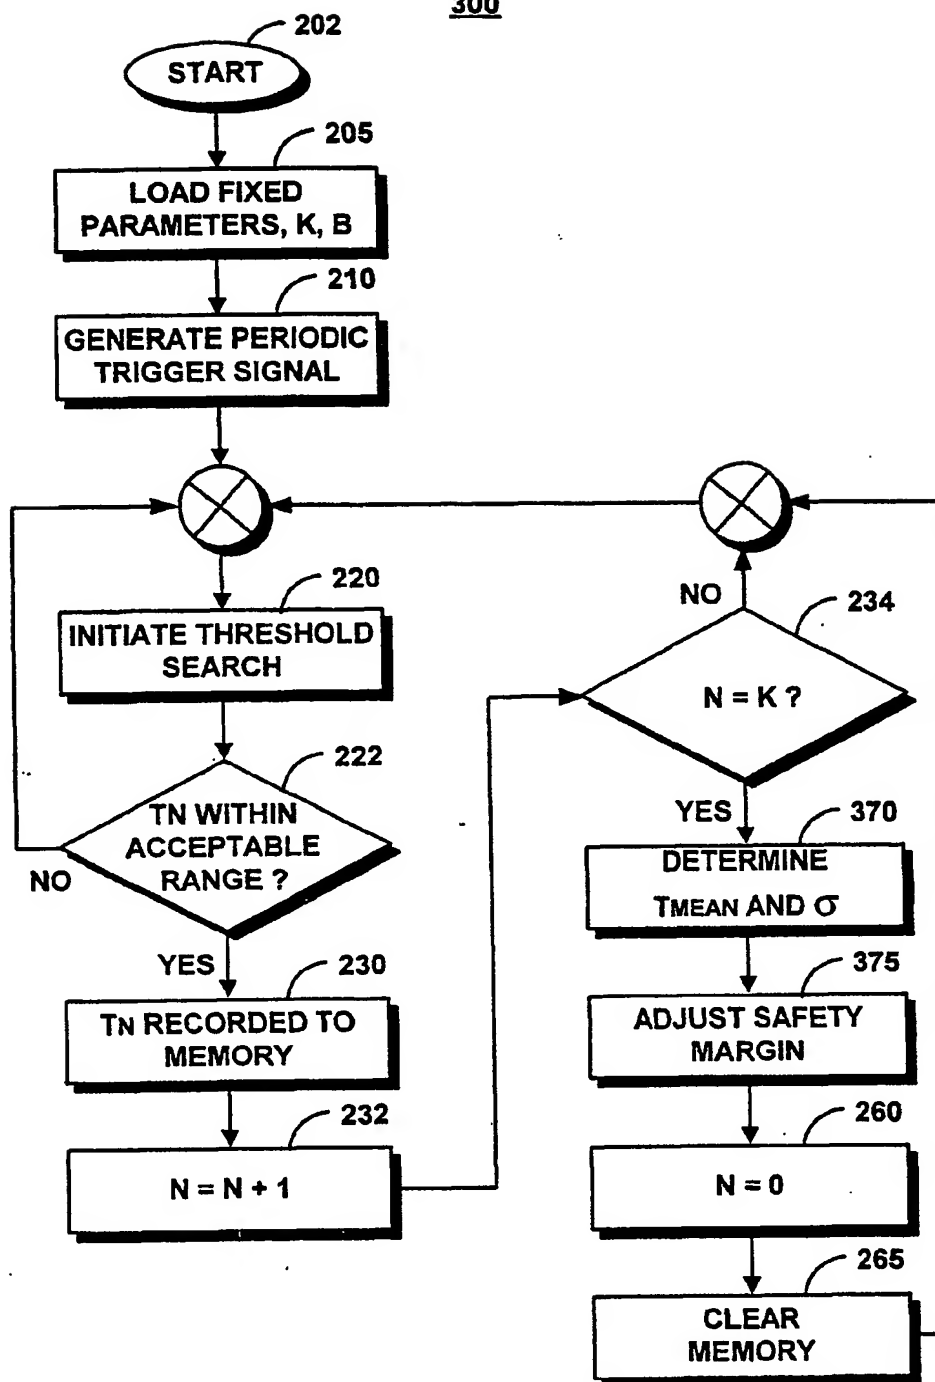 300
202
START
205
LOAD FIXED
PARAMETERS, K, B
210
GENERATE PERIODIC
TRIGGER SIGNAL
220
INITIATE THRESHOLD
SEARCH
222
TN WITHIN
ACCEPTABLE
RANGE ?
NO
YES
230
TN RECORDED TO
MEMORY
232
N = N + 1
NO
234
N = K ?
YES
370
DETERMINE
TMEAN AND σ
375
ADJUST SAFETY
MARGIN
260
N = 0
265
CLEAR
MEMORY